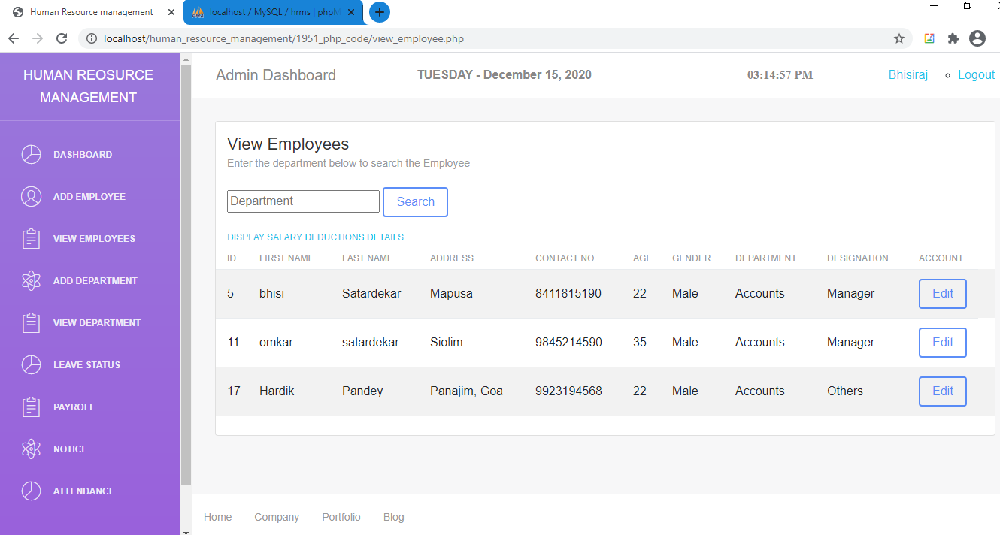 Human Resource management
localhost / MySQL / hrms | phpM
localhost/human_resource_management/1951_php_code/view_employee.php
HUMAN REOSURCE
MANAGEMENT
DASHBOARD
ADD EMPLOYEE
VIEW EMPLOYEES
ADD DEPARTMENT
VIEW DEPARTMENT
LEAVE STATUS
PAYROLL
NOTICE
ATTENDANCE
Admin Dashboard TUESDAY - December 15, 2020 03:14:57 PM Bhisiraj Logout
View Employees
Enter the department below to search the Employee
Department Search
DISPLAY SALARY DEDUCTIONS DETAILS
ID FIRST NAME LAST NAME ADDRESS CONTACT NO AGE GENDER DEPARTMENT DESIGNATION ACCOUNT
5 bhisi Satardekar Mapusa 8411815190 22 Male Accounts Manager Edit
11 omkar satardekar Siolim 9845214590 35 Male Accounts Manager Edit
17 Hardik Pandey Panajim, Goa 9923194568 22 Male Accounts Others Edit
Home Company Portfolio Blog